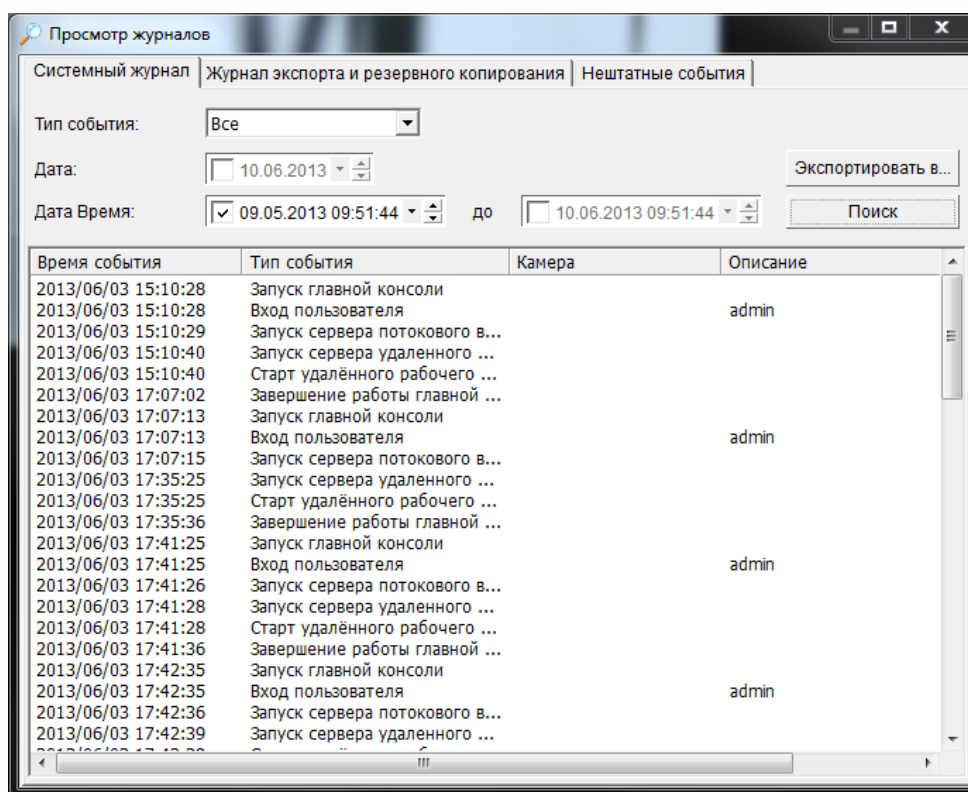 Просмотр журналов
Системный журнал Журнал экспорта и резервного копирования Нештатные события
Тип события: Все
Дата: 10.06.2013 Экспортировать в...
Дата Время: 09.05.2013 09:51:44 до 10.06.2013 09:51:44 Поиск
Время события Тип события Камера Описание
2013/06/03 15:10:28 Запуск главной консоли
2013/06/03 15:10:28 Вход пользователя admin
2013/06/03 15:10:29 Запуск сервера потокового в...
2013/06/03 15:10:40 Запуск сервера удаленного ...
2013/06/03 15:10:40 Старт удалённого рабочего ...
2013/06/03 17:07:02 Завершение работы главной ...
2013/06/03 17:07:13 Запуск главной консоли
2013/06/03 17:07:13 Вход пользователя admin
2013/06/03 17:07:15 Запуск сервера потокового в...
2013/06/03 17:35:25 Запуск сервера удаленного ...
2013/06/03 17:35:25 Старт удалённого рабочего ...
2013/06/03 17:35:36 Завершение работы главной ...
2013/06/03 17:41:25 Запуск главной консоли
2013/06/03 17:41:25 Вход пользователя admin
2013/06/03 17:41:26 Запуск сервера потокового в...
2013/06/03 17:41:28 Запуск сервера удаленного ...
2013/06/03 17:41:28 Старт удалённого рабочего ...
2013/06/03 17:41:36 Завершение работы главной ...
2013/06/03 17:42:35 Запуск главной консоли
2013/06/03 17:42:35 Вход пользователя admin
2013/06/03 17:42:36 Запуск сервера потокового в...
2013/06/03 17:42:39 Запуск сервера удаленного ...